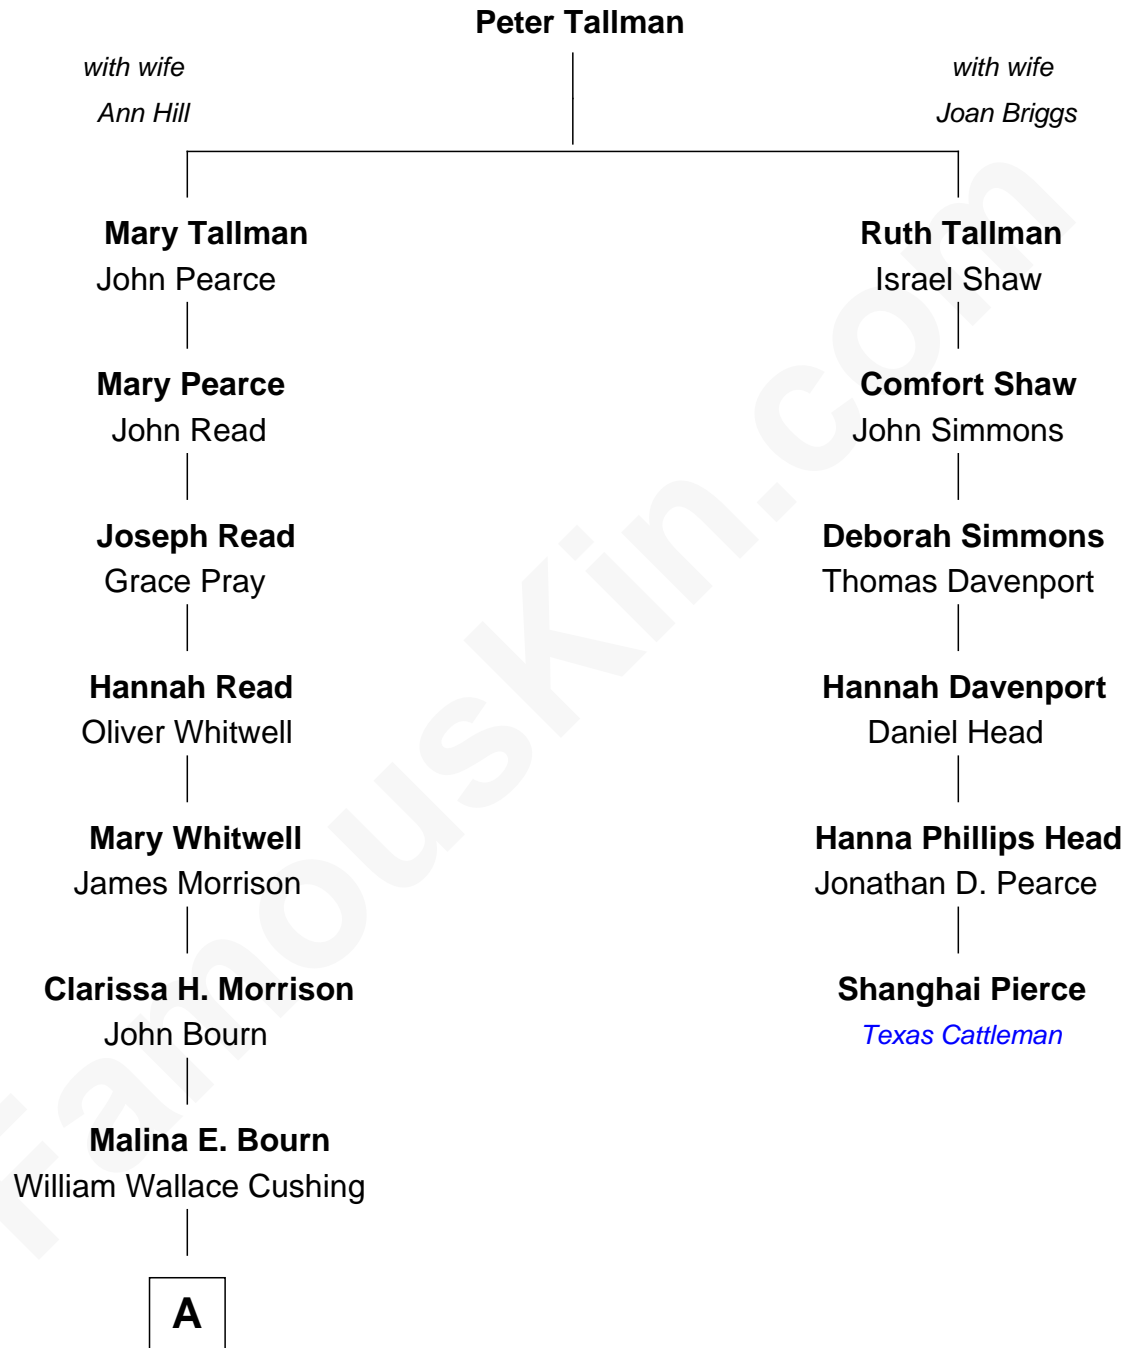 Peter Tallman
with wife
Ann Hill
with wife
Joan Briggs
Mary Tallman
John Pearce
Ruth Tallman
Israel Shaw
Mary Pearce
John Read
Comfort Shaw
John Simmons
Joseph Read
Grace Pray
Deborah Simmons
Thomas Davenport
Hannah Read
Oliver Whitwell
Hannah Davenport
Daniel Head
Mary Whitwell
James Morrison
Hanna Phillips Head
Jonathan D. Pearce
Clarissa H. Morrison
John Bourn
Shanghai Pierce
Texas Cattleman
Malina E. Bourn
William Wallace Cushing
A
FamousKin.com